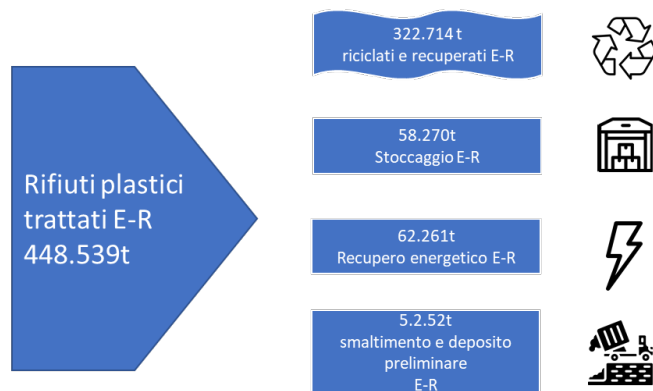 Rifiuti plastici
trattati E-R
448.539t
322.714 t
riciclati e recuperati E-R
58.270t
Stoccaggio E-R
62.261t
Recupero energetico E-R
5.2.52t
smaltimento e deposito
preliminare
E-R